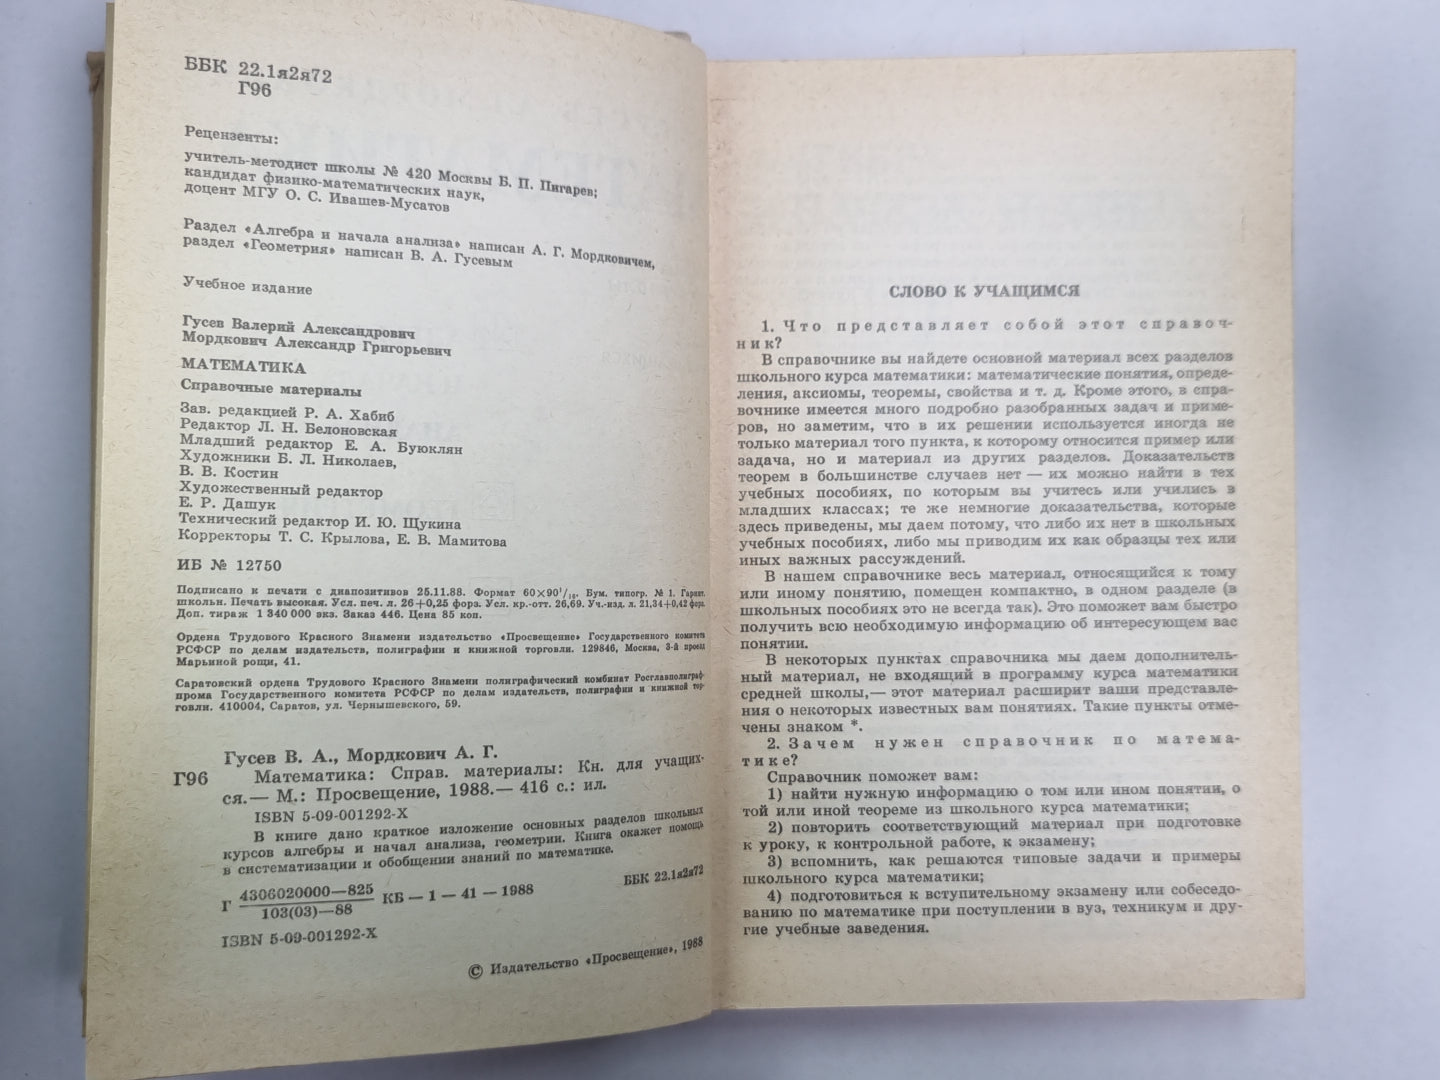 ББК 22.1я2я72
Г96
Рецензенты:
учитель-методист школы № 420 Москвы Б. П. Пигарев;
кандидат физико-математических наук,
доцент МГУ О. С. Ивашев-Мусатов
Раздел «Алгебра и начала анализа» написан А. Г. Мордковичем,
раздел «Геометрия» написан В. А. Гусевым
Учебное издание
Гусев Валерий Александрович
Мордкович Александр Григорьевич
МАТЕМАТИКА
Справочные материалы
Зав. редакцией Р. А. Хабиб
Редактор Л. Н. Белоновская
Младший редактор Е. А. Буюклян
Художники Б. Л. Николаев,
В. В. Костин
Художественный редактор
Е. Р. Дашук
Технический редактор И. Ю. Щукина
Корректоры Т. С. Крылова, Е. В. Мамитова
ИБ № 12750
Подписано к печати с диапозитивов 25.11.88. Формат 60×90¹/₁₆. Бум. типогр. № 1. Гарнит.
школьн. Печать высокая. Усл. печ. л. 26+0,25 форз. Усл. кр.-отт. 26,69. Уч.-изд. л. 21,34+0,42 форз.
Доп. тираж 1 340 000 экз. Заказ 446. Цена 85 коп.
Ордена Трудового Красного Знамени издательство «Просвещение» Государственного комитета
РСФСР по делам издательств, полиграфии и книжной торговли. 129846, Москва, 3-й проезд
Марьиной рощи, 41.
Саратовский ордена Трудового Красного Знамени полиграфический комбинат Росглавполиграф-
прома Государственного комитета РСФСР по делам издательств, полиграфии и книжной тор-
говли. 410004, Саратов, ул. Чернышевского, 59.
Гусев В. А., Мордкович А. Г.
Г96 Математика: Справ. материалы: Кн. для учащих-
ся.— М.: Просвещение, 1988.— 416 с.: ил.
ISBN 5-09-001292-X
В книге дано краткое изложение основных разделов школьных
курсов алгебры и начал анализа, геометрии. Книга окажет помощь
в систематизации и обобщении знаний по математике.
Г 4306020000—825 КБ — 1 — 41 — 1988
103(03)—88
ББК 22.1я2я72
ISBN 5-09-001292-X
© Издательство «Просвещение», 1988
СЛОВО К УЧАЩИМСЯ
1. Что представляет собой этот справоч-
ник?
В справочнике вы найдете основной материал всех разделов
школьного курса математики: математические понятия, опреде-
ления, аксиомы, теоремы, свойства и т. д. Кроме этого, в спра-
вочнике имеется много подробно разобранных задач и приме-
ров, но заметим, что в их решении используется иногда не
только материал того пункта, к которому относится пример или
задача, но и материал из других разделов. Доказательств
теорем в большинстве случаев нет — их можно найти в тех
учебных пособиях, по которым вы учитесь или учились в
младших классах; те же немногие доказательства, которые
здесь приведены, мы даем потому, что либо их нет в школьных
учебных пособиях, либо мы приводим их как образцы тех или
иных важных рассуждений.
В нашем справочнике весь материал, относящийся к тому
или иному понятию, помещен компактно, в одном разделе (в
школьных пособиях это не всегда так). Это поможет вам быстро
получить всю необходимую информацию об интересующем вас
понятии.
В некоторых пунктах справочника мы даем дополнитель-
ный материал, не входящий в программу курса математики
средней школы,— этот материал расширит ваши представле-
ния о некоторых известных вам понятиях. Такие пункты отме-
чены знаком *.
2. Зачем нужен справочник по матема-
тике?
Справочник поможет вам:
1) найти нужную информацию о том или ином понятии, о
той или иной теореме из школьного курса математики;
2) повторить соответствующий материал при подготовке
к уроку, к контрольной работе, к экзамену;
3) вспомнить, как решаются типовые задачи и примеры
школьного курса математики;
4) подготовиться к вступительному экзамену или собеседо-
ванию по математике при поступлении в вуз, техникум и дру-
гие учебные заведения.